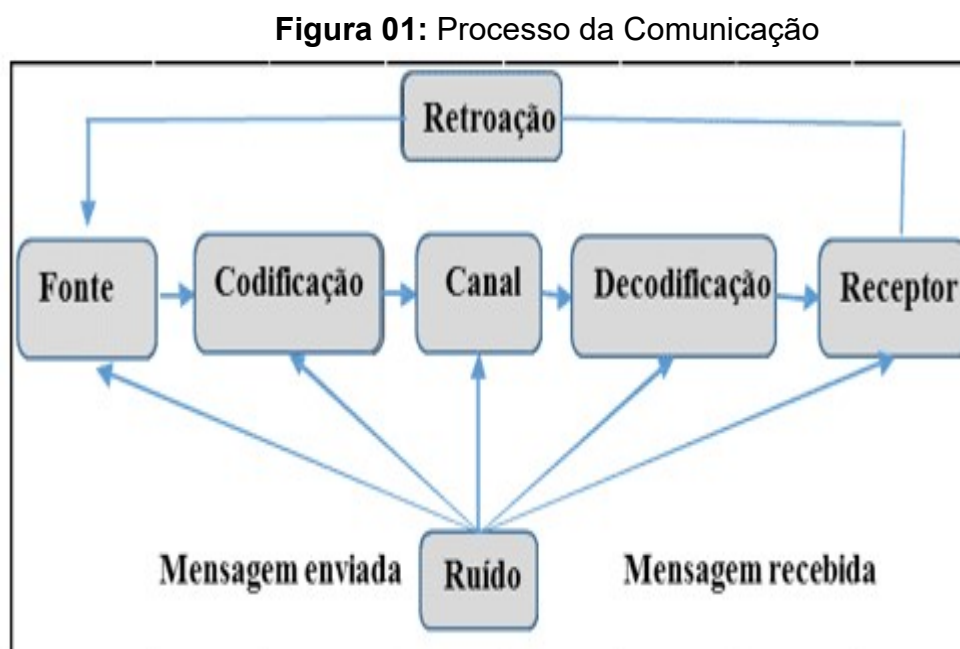 Figura 01: Processo da Comunicação
Retroação
Fonte
Codificação
Canal
Decodificação
Receptor
Mensagem enviada
Ruído
Mensagem recebida